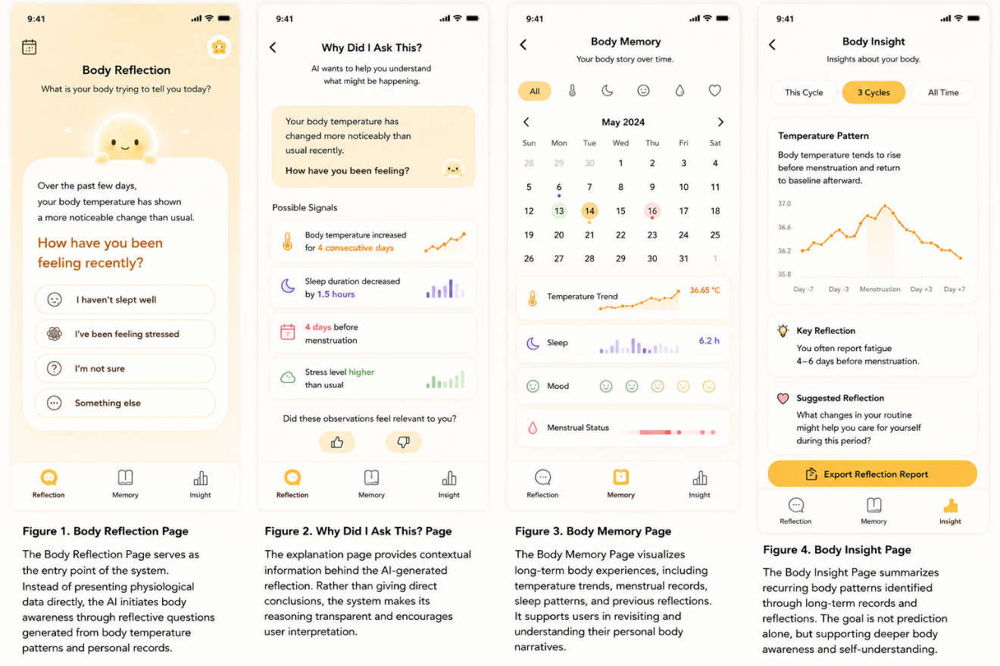 9:41
Body Reflection
What is your body trying to tell you today?
Over the past few days,
your body temperature has shown
a more noticeable change than usual.
How have you been
feeling recently?
I haven't slept well
I've been feeling stressed
I'm not sure
Something else
Reflection
Memory
Insight
Figure 1. Body Reflection Page
The Body Reflection Page serves as
the entry point of the system.
Instead of presenting physiological
data directly, the AI initiates body
awareness through reflective questions
generated from body temperature
patterns and personal records.
9:41
Why Did I Ask This?
AI wants to help you understand
what might be happening.
Your body temperature has
changed more noticeably than
usual recently.
How have you been feeling?
Possible Signals
Body temperature increased
for 4 consecutive days
Sleep duration decreased
by 1.5 hours
4 days before
menstruation
Stress level higher
than usual
Did these observations feel relevant to you?
Reflection
Memory
Insight
Figure 2. Why Did I Ask This? Page
The explanation page provides contextual
information behind the AI-generated
reflection. Rather than giving direct
conclusions, the system makes its
reasoning transparent and encourages
user interpretation.
9:41
Body Memory
Your body story over time.
All
May 2024
Sun Mon Tue Wed Thu Fri Sat
28 29 30 1 2 3 4
5 6 7 8 9 10 11
12 13 14 15 16 17 18
19 20 21 22 23 24 25
26 27 28 29 30 31 1
Temperature Trend
36.65 °C
Sleep
6.2 h
Mood
Menstrual Status
Reflection
Memory
Insight
Figure 3. Body Memory Page
The Body Memory Page visualizes
long-term body experiences, including
temperature trends, menstrual records,
sleep patterns, and previous reflections.
It supports users in revisiting and
understanding their personal body
narratives.
9:41
Body Insight
Insights about your body.
This Cycle
3 Cycles
All Time
Temperature Pattern
Body temperature tends to rise
before menstruation and return
to baseline afterward.
37.0
36.6
36.2
35.8
Day -7 Day -3 Menstruation Day +3 Day +7
Key Reflection
You often report fatigue
4–6 days before menstruation.
Suggested Reflection
What changes in your routine
might help you care for yourself
during this period?
Export Reflection Report
Reflection
Memory
Insight
Figure 4. Body Insight Page
The Body Insight Page summarizes
recurring body patterns identified
through long-term records and
reflections. The goal is not prediction
alone, but supporting deeper body
awareness and self-understanding.